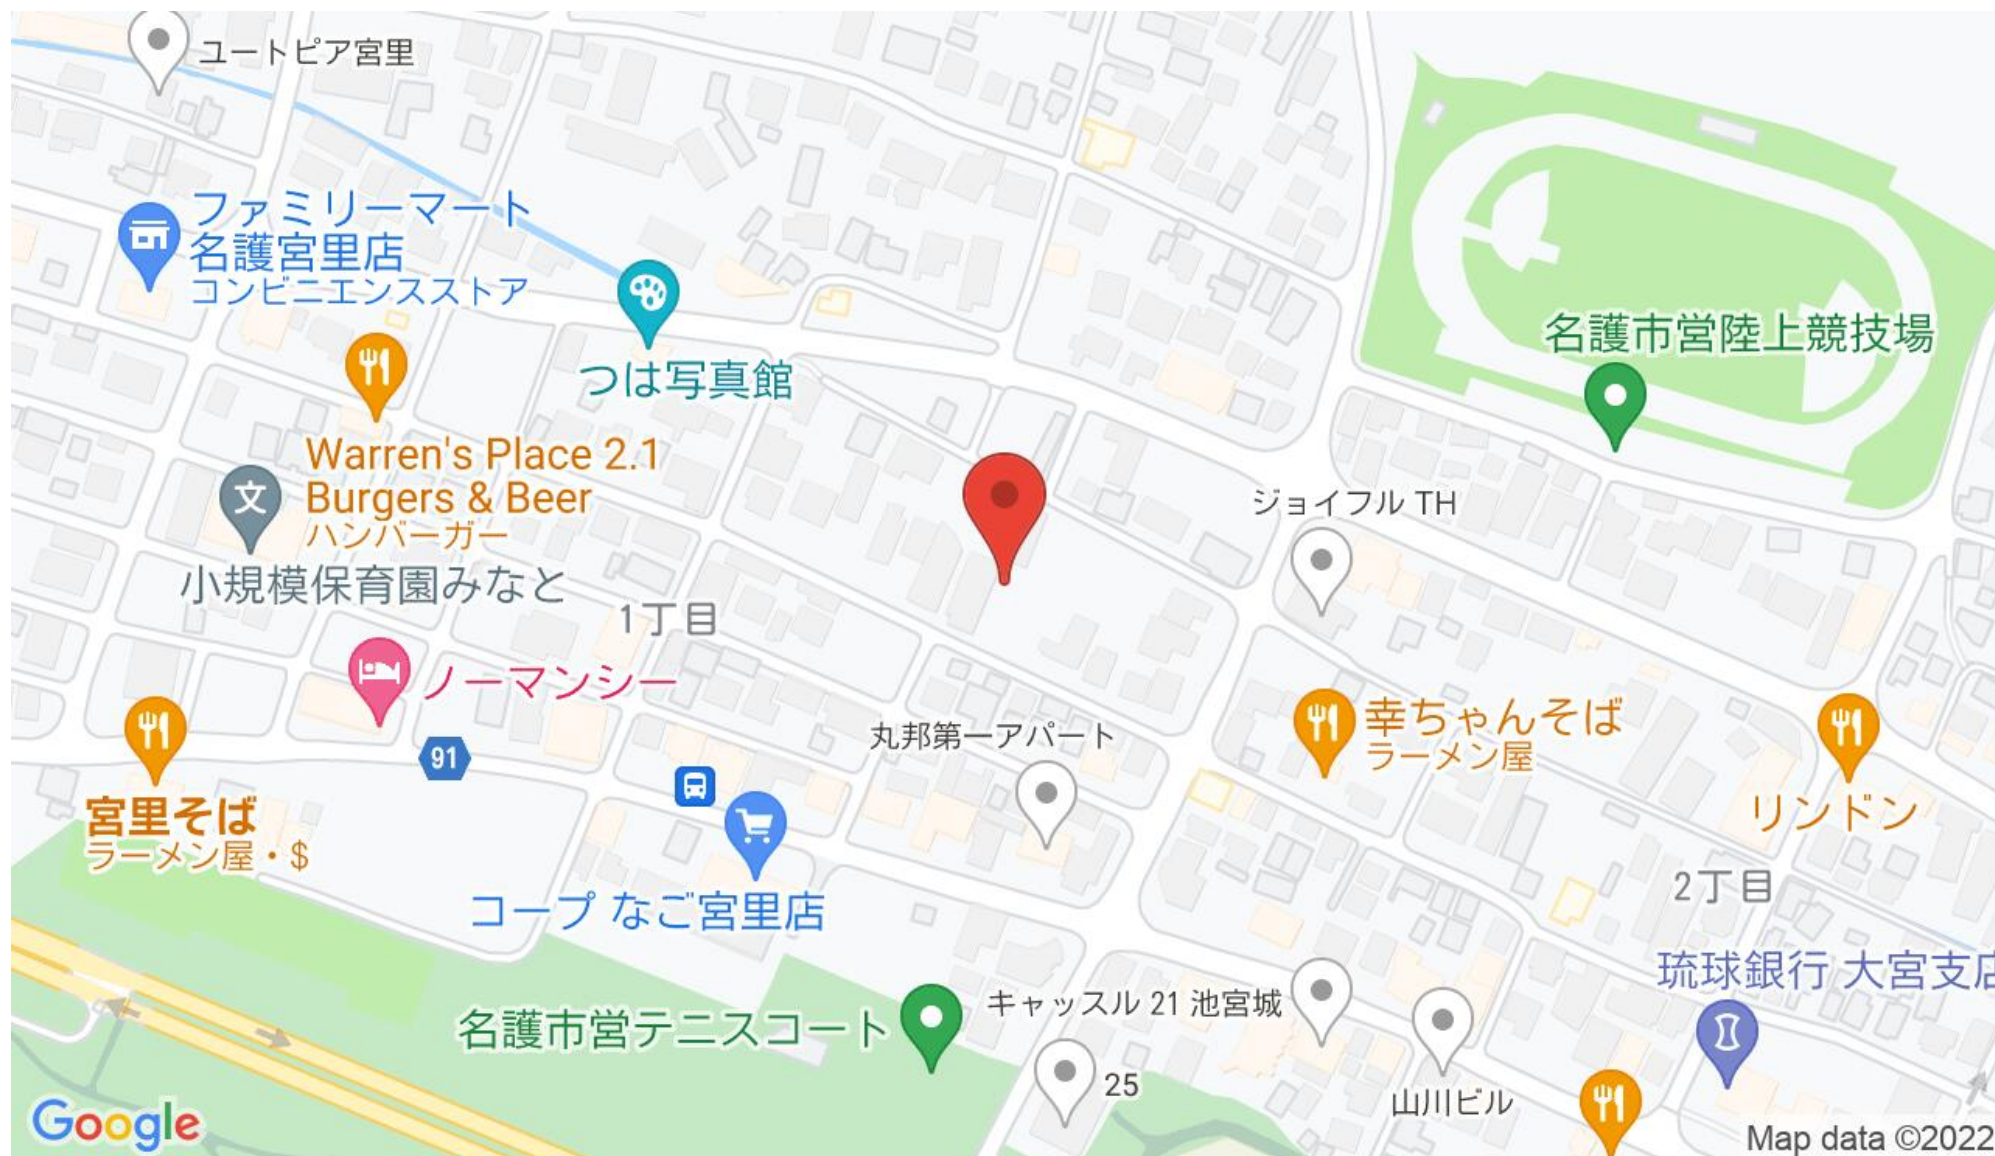 ユートピア宮里
ファミリーマート
名護宮里店
コンビニエンスストア
つは写真館
名護市営陸上競技場
Warren's Place 2.1
Burgers & Beer
ハンバーガー
文
小規模保育園みなと
ジョイフル TH
1丁目
ノーマンシー
丸邦第一アパート
幸ちゃんそば
ラーメン屋
91
宮里そば
ラーメン屋・$
リンドン
コープ なご宮里店
2丁目
琉球銀行 大宮支店
キャッスル 21 池宮城
名護市営テニスコート
25
山川ビル
Google
Map data ©2022